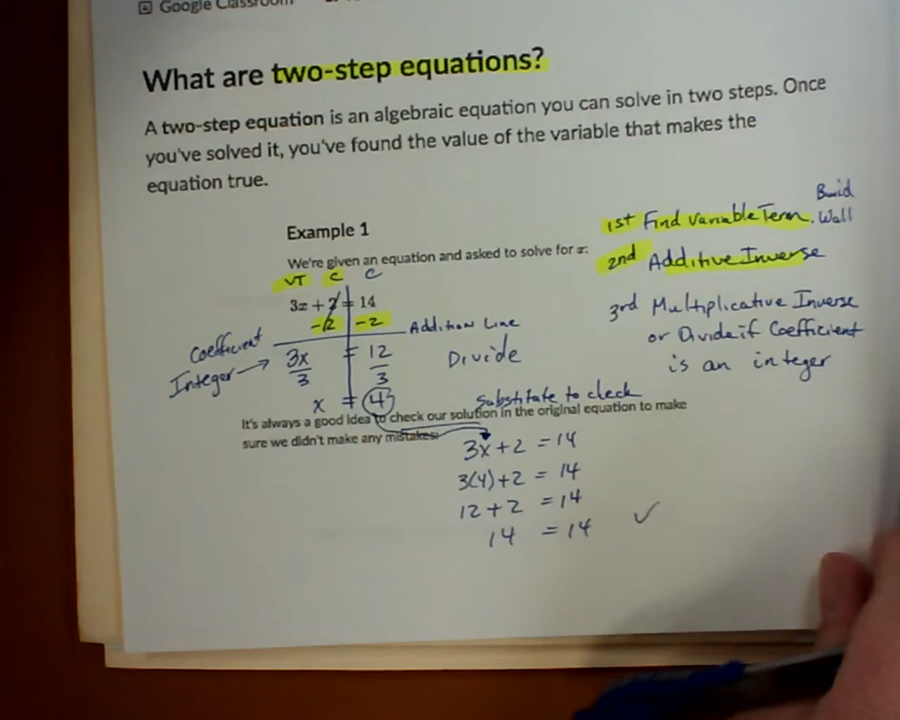 Google Classroom
What are two-step equations?
A two-step equation is an algebraic equation you can solve in two steps. Once
you've solved it, you've found the value of the variable that makes the
equation true.
Example 1
We're given an equation and asked to solve for x:
VT C C
3x + 2 = 14
-2 -2 Addition Line
Coefficient
Integer → 3x/3 = 12/3 Divide
x = 4
1st Find Variable Term. Build
Wall
2nd Additive Inverse
3rd Multiplicative Inverse
or Divide if Coefficient
is an integer
Substitute to check
It's always a good idea to check our solution in the original equation to make
sure we didn't make any mistakes:
3x+2 = 14
3(4)+2 = 14
12+2 = 14
14 = 14 ✓